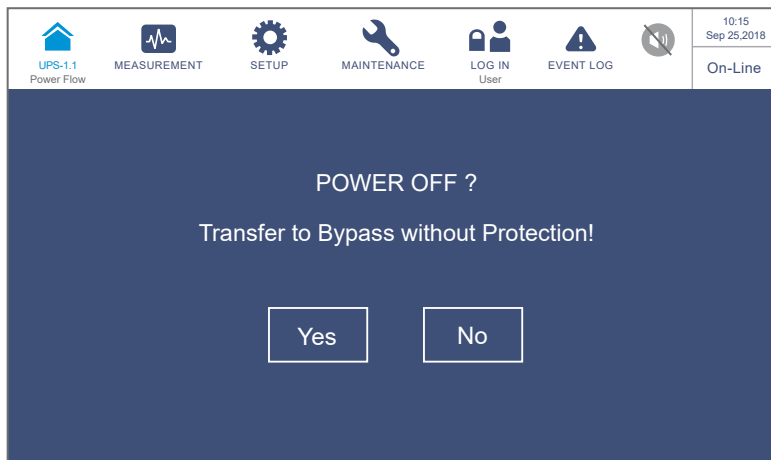 10:15
Sep 25,2018
UPS-1.1
Power Flow
MEASUREMENT
SETUP
MAINTENANCE
LOG IN
User
EVENT LOG
On-Line
POWER OFF ?
Transfer to Bypass without Protection!
Yes
No